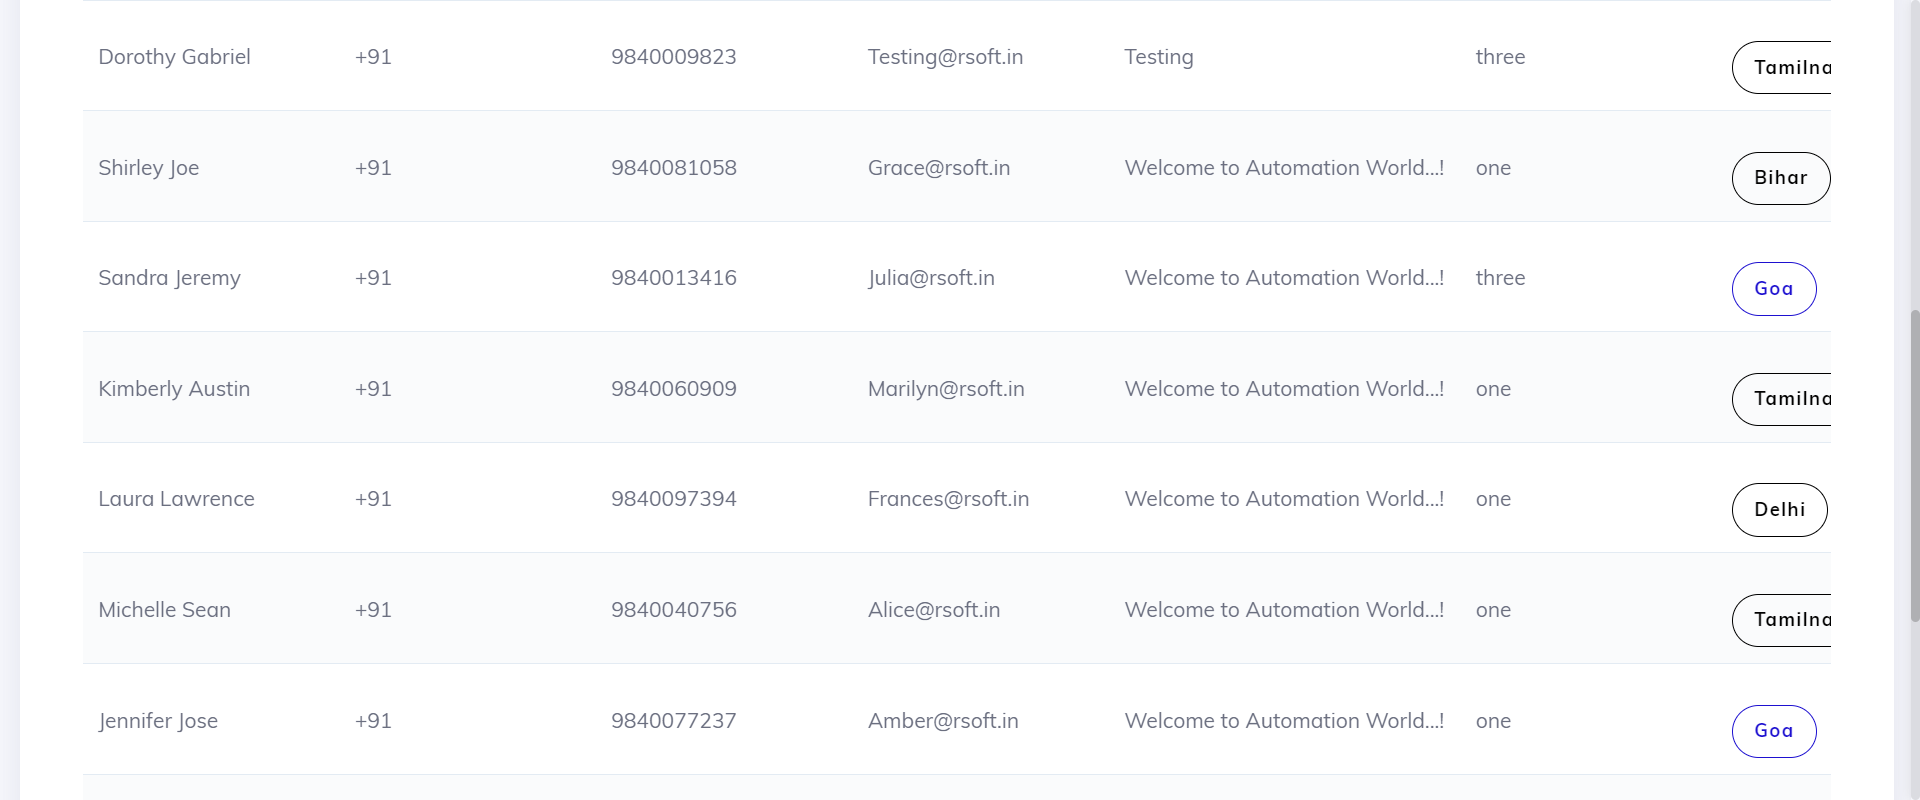 Dorothy Gabriel +91 9840009823 Testing@rsoft.in Testing three Tamilna
Shirley Joe +91 9840081058 Grace@rsoft.in Welcome to Automation World...! one Bihar
Sandra Jeremy +91 9840013416 Julia@rsoft.in Welcome to Automation World...! three Goa
Kimberly Austin +91 9840060909 Marilyn@rsoft.in Welcome to Automation World...! one Tamilna
Laura Lawrence +91 9840097394 Frances@rsoft.in Welcome to Automation World...! one Delhi
Michelle Sean +91 9840040756 Alice@rsoft.in Welcome to Automation World...! one Tamilna
Jennifer Jose +91 9840077237 Amber@rsoft.in Welcome to Automation World...! one Goa